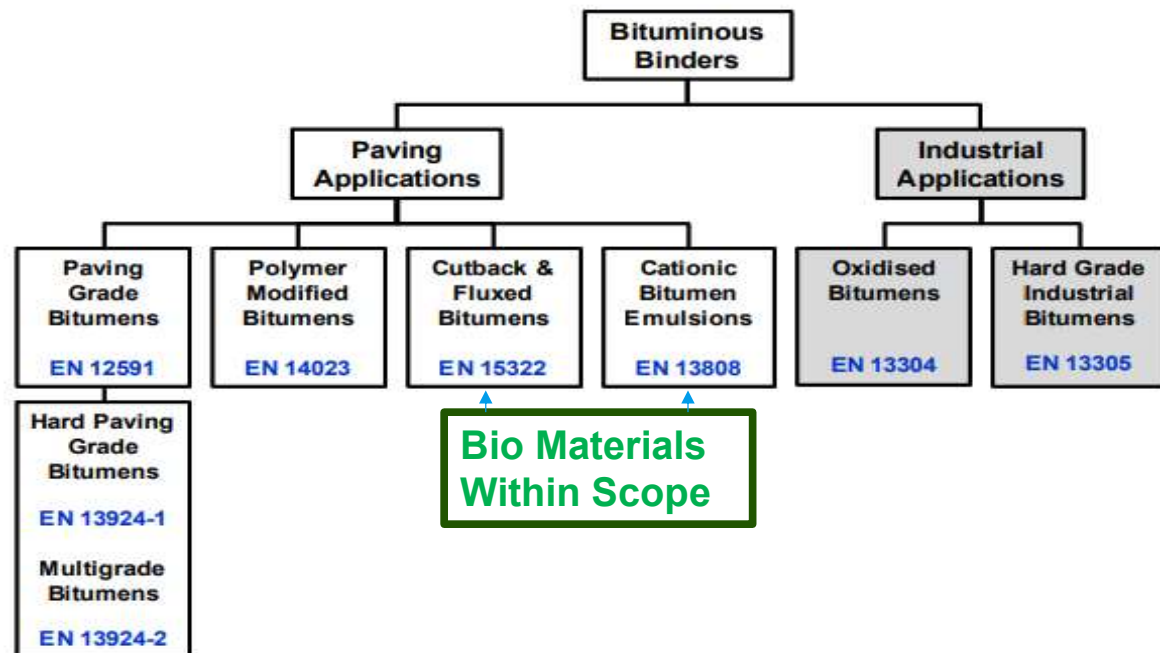 Bituminous
Binders
Paving
Applications
Industrial
Applications
Paving
Grade
Bitumens
EN 12591
Polymer
Modified
Bitumens
EN 14023
Cutback &
Fluxed
Bitumens
EN 15322
Cationic
Bitumen
Emulsions
EN 13808
Oxidised
Bitumens
EN 13304
Hard Grade
Industrial
Bitumens
EN 13305
Hard Paving
Grade
Bitumens
EN 13924-1
Multigrade
Bitumens
EN 13924-2
Bio Materials
Within Scope